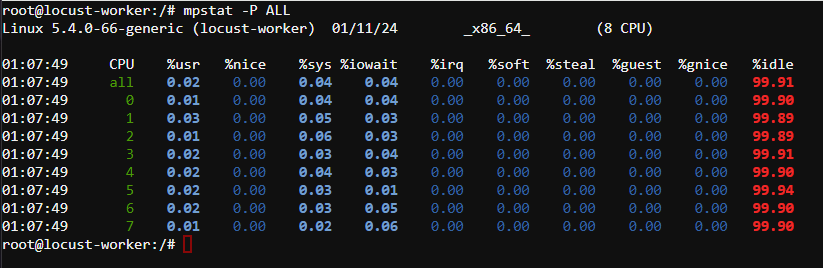 root@locust-worker:/# mpstat -P ALL
Linux 5.4.0-66-generic (locust-worker) 01/11/24 _x86_64_ (8 CPU)
01:07:49 CPU %usr %nice %sys %iowait %irq %soft %steal %guest %gnice %idle
01:07:49 all 0.02 0.00 0.04 0.04 0.00 0.00 0.00 0.00 0.00 99.91
01:07:49 0 0.01 0.00 0.04 0.04 0.00 0.00 0.00 0.00 0.00 99.90
01:07:49 1 0.03 0.00 0.05 0.03 0.00 0.00 0.00 0.00 0.00 99.89
01:07:49 2 0.01 0.00 0.06 0.03 0.00 0.00 0.00 0.00 0.00 99.89
01:07:49 3 0.02 0.00 0.03 0.04 0.00 0.00 0.00 0.00 0.00 99.91
01:07:49 4 0.02 0.00 0.04 0.03 0.00 0.00 0.00 0.00 0.00 99.90
01:07:49 5 0.02 0.00 0.03 0.01 0.00 0.00 0.00 0.00 0.00 99.94
01:07:49 6 0.02 0.00 0.03 0.05 0.00 0.00 0.00 0.00 0.00 99.90
01:07:49 7 0.01 0.00 0.02 0.06 0.00 0.00 0.00 0.00 0.00 99.90
root@locust-worker:/#